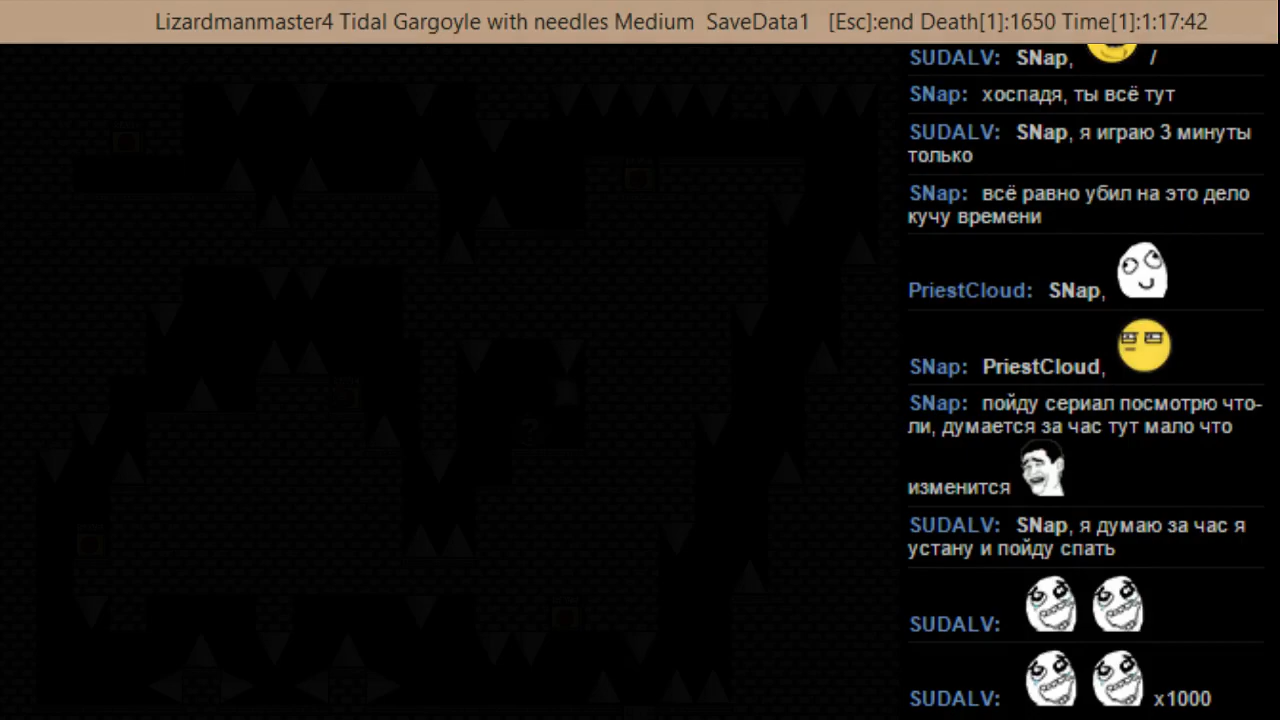 Lizardmanmaster4 Tidal Gargoyle with needles Medium  SaveData1   [Esc]:end Death[1]:1650 Time[1]:1:17:42
SUDALV: SNap, /
SNap: хоспадя, ты всё тут
SUDALV: SNap, я играю 3 минуты
только
SNap: всё равно убил на это дело
кучу времени
PriestCloud: SNap,
SNap: PriestCloud,
SNap: пойду сериал посмотрю что-
ли, думается за час тут мало что
изменится
SUDALV: SNap, я думаю за час я
устану и пойду спать
SUDALV:
SUDALV: x1000
?